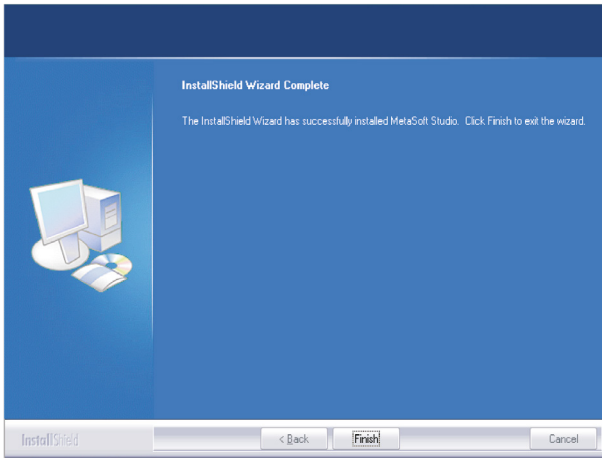 InstallShield Wizard Complete
The InstallShield Wizard has successfully installed MetaSoft Studio. Click Finish to exit the wizard.
InstallShield
< Back Finish Cancel